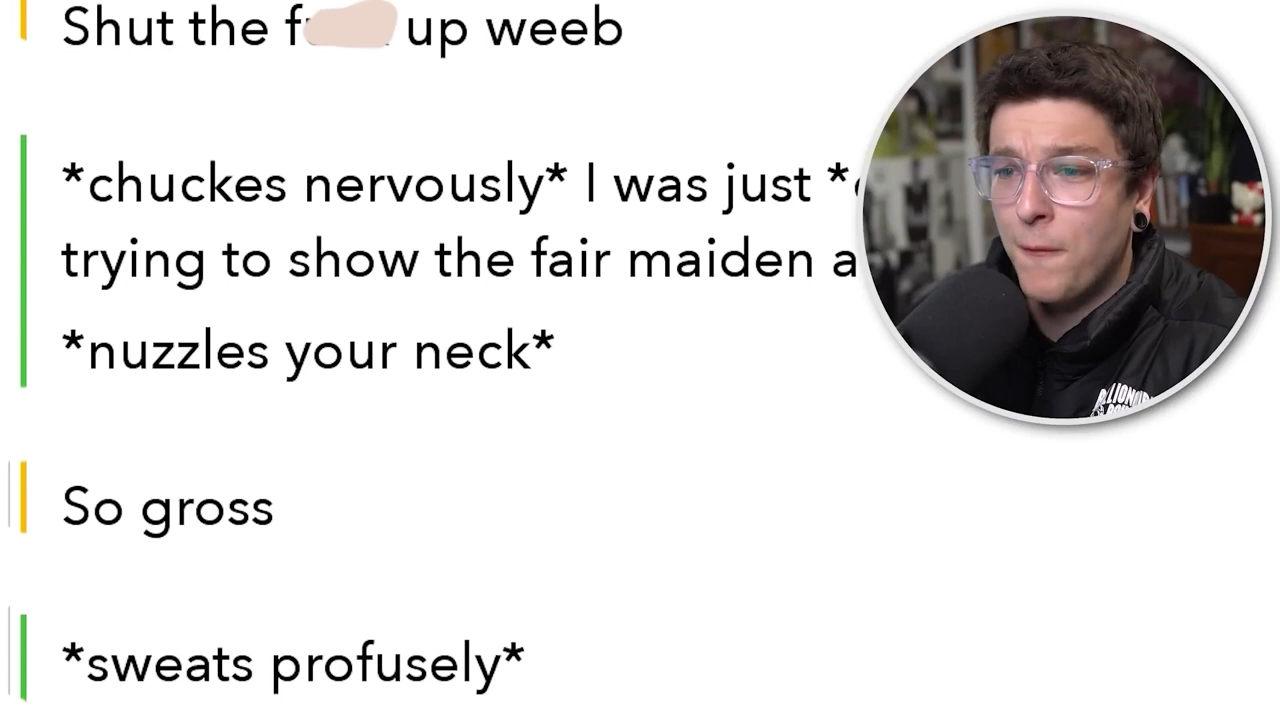 Shut the up weeb
*chuckes nervously* I was just *
trying to show the fair maiden a
*nuzzles your neck*
So gross
*sweats profusely*